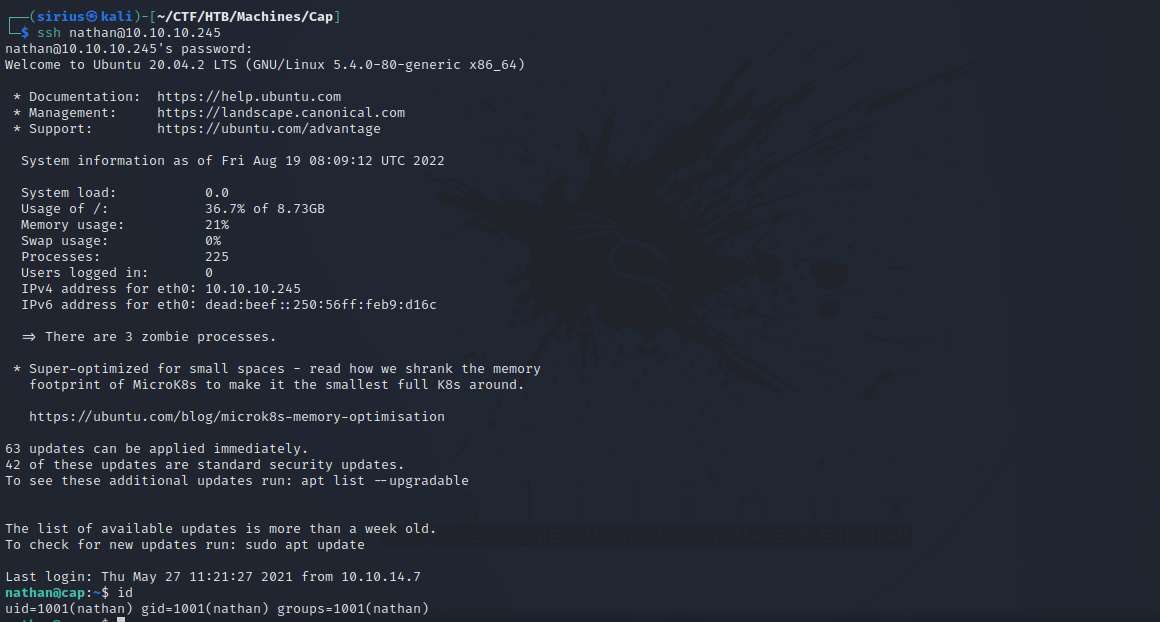 ┌──(sirius㉿kali)-[~/CTF/HTB/Machines/Cap]
└─$ ssh nathan@10.10.10.245
nathan@10.10.10.245's password:
Welcome to Ubuntu 20.04.2 LTS (GNU/Linux 5.4.0-80-generic x86_64)
* Documentation:  https://help.ubuntu.com
* Management:     https://landscape.canonical.com
* Support:        https://ubuntu.com/advantage
System information as of Fri Aug 19 08:09:12 UTC 2022
System load:           0.0
Usage of /:            36.7% of 8.73GB
Memory usage:          21%
Swap usage:            0%
Processes:             225
Users logged in:       0
IPv4 address for eth0: 10.10.10.245
IPv6 address for eth0: dead:beef::250:56ff:feb9:d16c
=> There are 3 zombie processes.
* Super-optimized for small spaces - read how we shrank the memory
footprint of MicroK8s to make it the smallest full K8s around.
https://ubuntu.com/blog/microk8s-memory-optimisation
63 updates can be applied immediately.
42 of these updates are standard security updates.
To see these additional updates run: apt list --upgradable
The list of available updates is more than a week old.
To check for new updates run: sudo apt update
Last login: Thu May 27 11:21:27 2021 from 10.10.14.7
nathan@cap:~$ id
uid=1001(nathan) gid=1001(nathan) groups=1001(nathan)